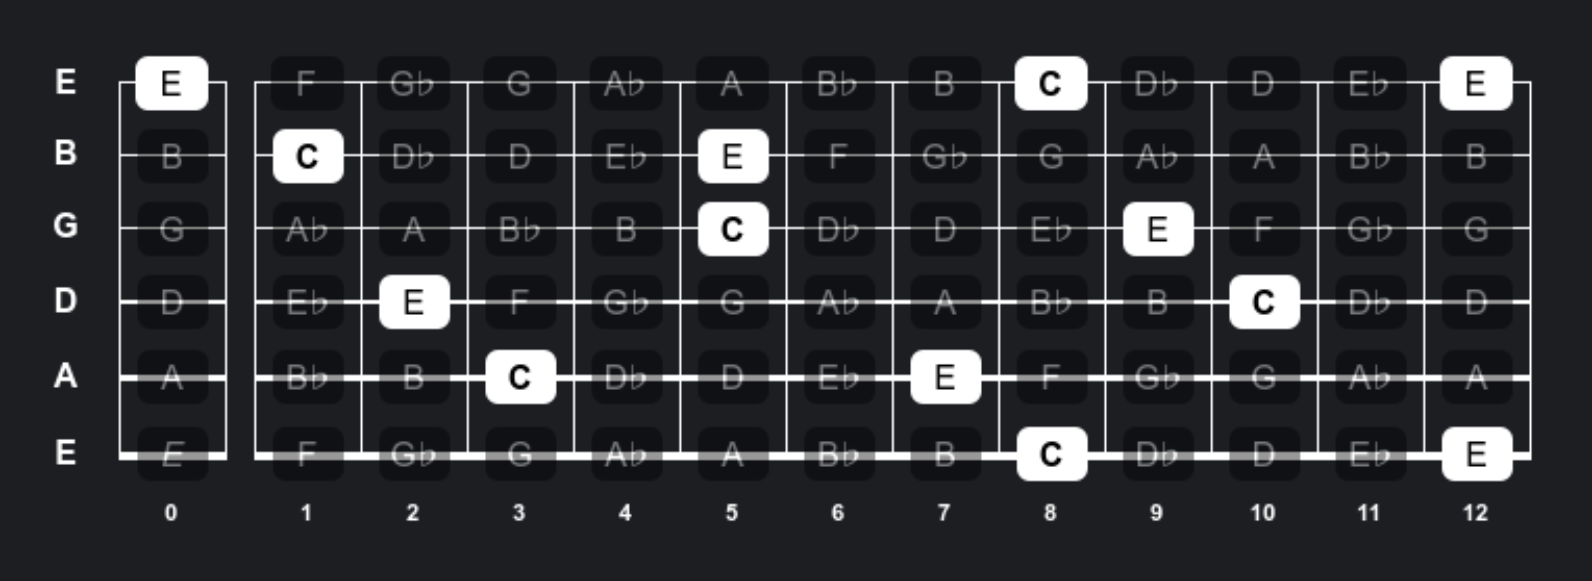 E E F G♭ G A♭ A B♭ B C D♭ D E♭ E
B B C D♭ D E♭ E F G♭ G A♭ A B♭ B
G G A♭ A B♭ B C D♭ D E♭ E F G♭ G
D D E♭ E F G♭ G A♭ A B♭ B C D♭ D
A A B♭ B C D♭ D E♭ E F G♭ G A♭ A
E E F G♭ G A♭ A B♭ B C D♭ D E♭ E
0 1 2 3 4 5 6 7 8 9 10 11 12